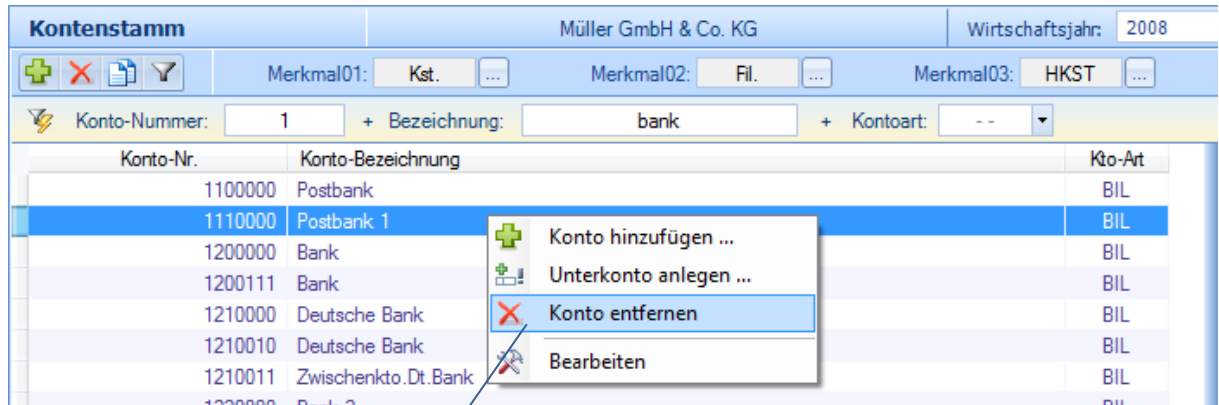 Kontenstamm Müller GmbH & Co. KG Wirtschaftsjahr: 2008
Merkmal01: Kst. ... Merkmal02: Fil. ... Merkmal03: HKST ...
Konto-Nummer: 1 + Bezeichnung: bank + Kontoart: - -
Konto-Nr. Konto-Bezeichnung Kto-Art
1100000 Postbank BIL
1110000 Postbank 1 BIL
1200000 Bank BIL
1200111 Bank BIL
1210000 Deutsche Bank BIL
1210010 Deutsche Bank BIL
1210011 Zwischenkto.Dt.Bank BIL
Konto hinzufügen ...
Unterkonto anlegen ...
Konto entfernen
Bearbeiten